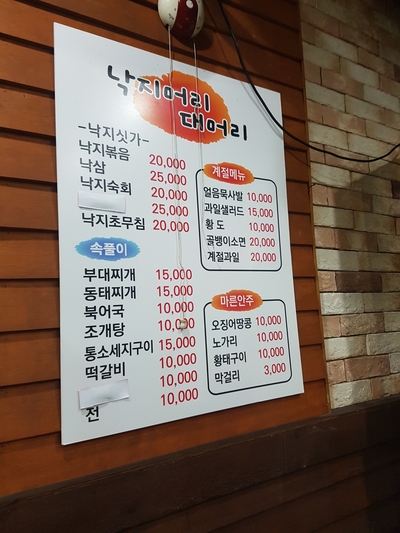 낙지머리
대머리
-낙지싯가-
낙지볶음 20,000
낙삼 25,000
낙지숙회 20,000
25,000
낙지초무침 20,000
속풀이
부대찌개 15,000
동태찌개 15,000
북어국 10,000
조개탕 10,000
통소세지구이 15,000
떡갈비 10,000
10,000
전 10,000
계절메뉴
얼음묵사발 10,000
과일샐러드 15,000
황도 10,000
골뱅이소면 20,000
계절과일 20,000
마른안주
오징어땅콩 10,000
노가리 10,000
황태구이 10,000
막걸리 3,000